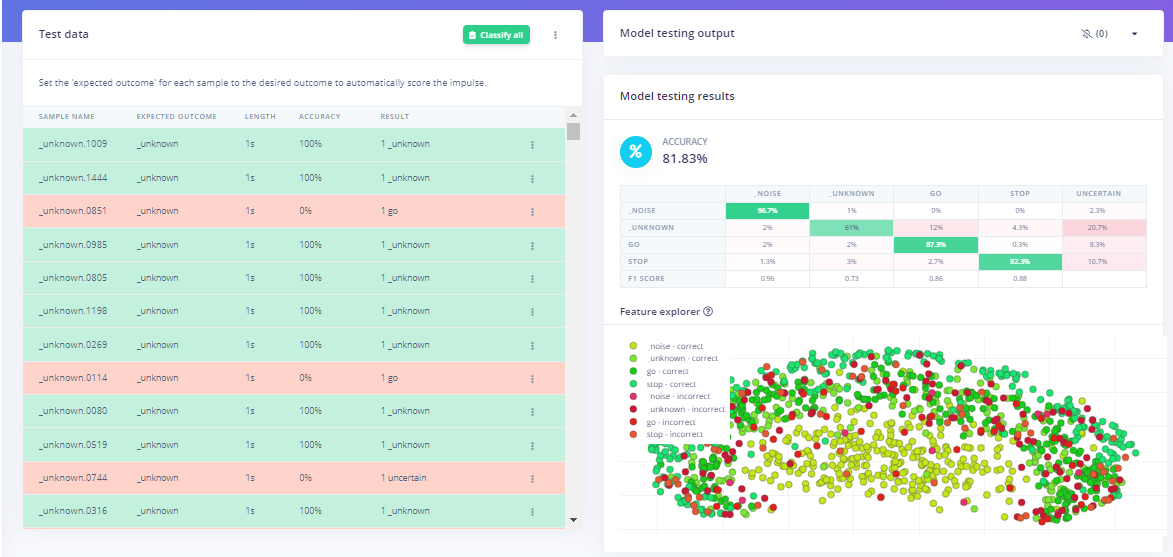 Test data
Classify all
Set the 'expected outcome' for each sample to the desired outcome to automatically score the impulse.
SAMPLE NAME EXPECTED OUTCOME LENGTH ACCURACY RESULT
_unknown.1009 _unknown 1s 100% 1 _unknown
_unknown.1444 _unknown 1s 100% 1 _unknown
_unknown.0851 _unknown 1s 0% 1 go
_unknown.0985 _unknown 1s 100% 1 _unknown
_unknown.0805 _unknown 1s 100% 1 _unknown
_unknown.1198 _unknown 1s 100% 1 _unknown
_unknown.0269 _unknown 1s 100% 1 _unknown
_unknown.0114 _unknown 1s 0% 1 go
_unknown.0080 _unknown 1s 100% 1 _unknown
_unknown.0519 _unknown 1s 100% 1 _unknown
_unknown.0744 _unknown 1s 0% 1 uncertain
_unknown.0316 _unknown 1s 100% 1 _unknown
Model testing output
(0)
Model testing results
%
ACCURACY
81.83%
_NOISE _UNKNOWN GO STOP UNCERTAIN
_NOISE 96.7% 1% 0% 0% 2.3%
_UNKNOWN 2% 61% 12% 4.3% 20.7%
GO 2% 2% 87.3% 0.3% 8.3%
STOP 1.3% 3% 2.7% 82.3% 10.7%
F1 SCORE 0.96 0.73 0.86 0.88
Feature explorer
_noise - correct
_unknown - correct
go - correct
stop - correct
_noise - incorrect
_unknown - incorrect
go - incorrect
stop - incorrect